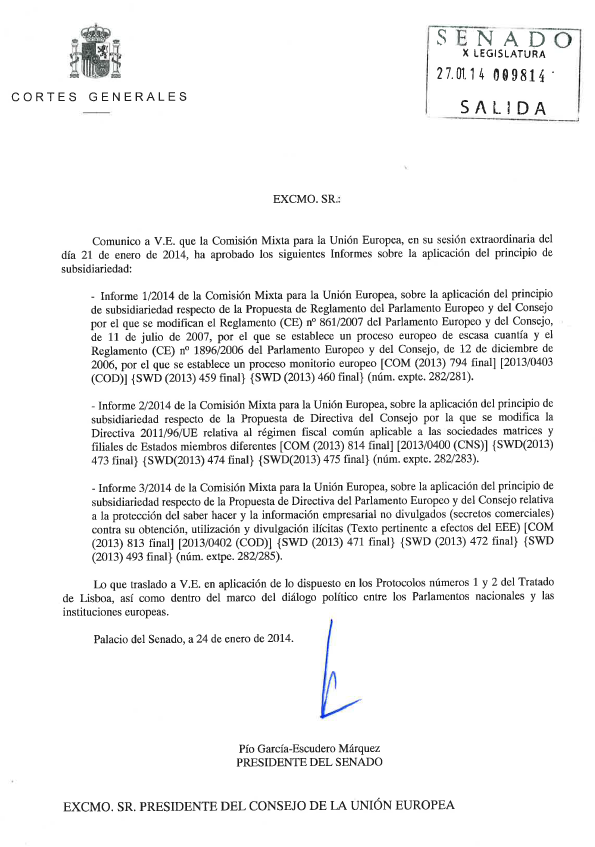 SENADO
X LEGISLATURA
27.01.14 009814
SALIDA
CORTES GENERALES
EXCMO. SR.:
Comunico a V.E. que la Comisión Mixta para la Unión Europea, en su sesión extraordinaria del
día 21 de enero de 2014, ha aprobado los siguientes Informes sobre la aplicación del principio de
subsidiariedad:
- Informe 1/2014 de la Comisión Mixta para la Unión Europea, sobre la aplicación del principio
de subsidiariedad respecto de la Propuesta de Reglamento del Parlamento Europeo y del Consejo
por el que se modifican el Reglamento (CE) nº 861/2007 del Parlamento Europeo y del Consejo,
de 11 de julio de 2007, por el que se establece un proceso europeo de escasa cuantía y el
Reglamento (CE) nº 1896/2006 del Parlamento Europeo y del Consejo, de 12 de diciembre de
2006, por el que se establece un proceso monitorio europeo [COM (2013) 794 final] [2013/0403
(COD)] {SWD (2013) 459 final} {SWD (2013) 460 final} (núm. expte. 282/281).
- Informe 2/2014 de la Comisión Mixta para la Unión Europea, sobre la aplicación del principio de
subsidiariedad respecto de la Propuesta de Directiva del Consejo por la que se modifica la
Directiva 2011/96/UE relativa al régimen fiscal común aplicable a las sociedades matrices y
filiales de Estados miembros diferentes [COM (2013) 814 final] [2013/0400 (CNS)] {SWD(2013)
473 final} {SWD(2013) 474 final} {SWD(2013) 475 final} (núm. expte. 282/283).
- Informe 3/2014 de la Comisión Mixta para la Unión Europea, sobre la aplicación del principio de
subsidiariedad respecto de la Propuesta de Directiva del Parlamento Europeo y del Consejo relativa
a la protección del saber hacer y la información empresarial no divulgados (secretos comerciales)
contra su obtención, utilización y divulgación ilícitas (Texto pertinente a efectos del EEE) [COM
(2013) 813 final] [2013/0402 (COD)] {SWD (2013) 471 final} {SWD (2013) 472 final} {SWD
(2013) 493 final} (núm. extpe. 282/285).
Lo que traslado a V.E. en aplicación de lo dispuesto en los Protocolos números 1 y 2 del Tratado
de Lisboa, así como dentro del marco del diálogo político entre los Parlamentos nacionales y las
instituciones europeas.
Palacio del Senado, a 24 de enero de 2014.
Pío García-Escudero Márquez
PRESIDENTE DEL SENADO
EXCMO. SR. PRESIDENTE DEL CONSEJO DE LA UNIÓN EUROPEA